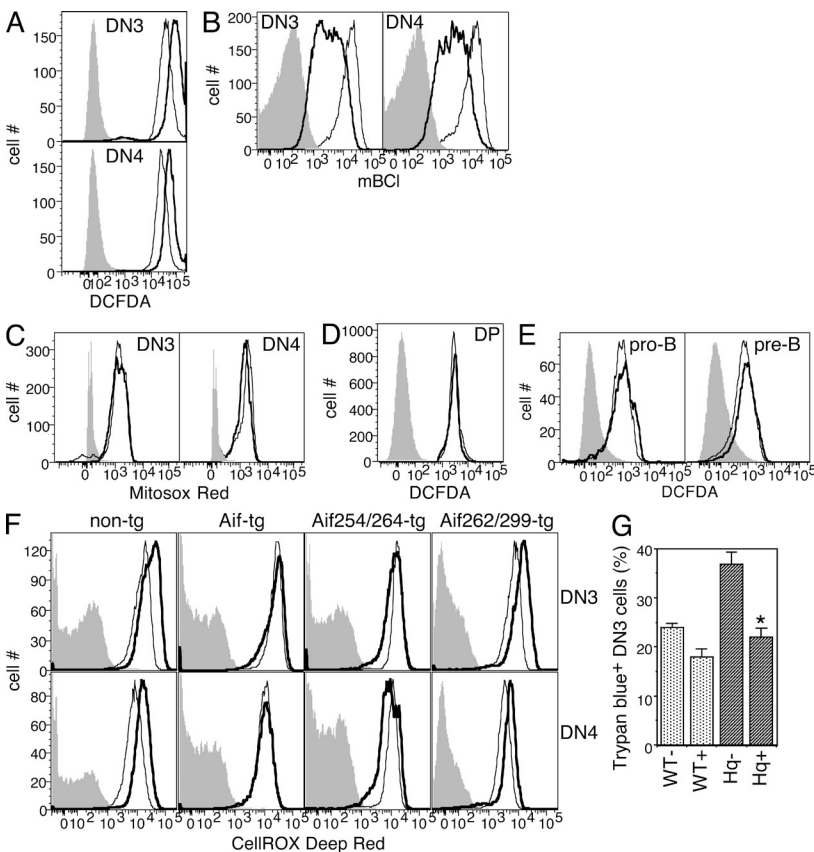 A
DN3
150
100
50
0
cell #
DN4
150
100
50
0
0 10² 10³ 10⁴ 10⁵
DCFDA
B
200
150
100
50
0
cell #
DN3
DN4
0 10² 10³ 10⁴ 10⁵
0 10² 10³ 10⁴ 10⁵
mBCl
C
300
200
100
0
cell #
DN3
DN4
0 10³ 10⁴ 10⁵
0 10³ 10⁴ 10⁵
Mitosox Red
D
1000
800
600
400
200
0
cell #
DP
0 10² 10³ 10⁴ 10⁵
DCFDA
E
60
40
20
0
cell #
pro-B
pre-B
0 10² 10³ 10⁴ 10⁵
0 10² 10³ 10⁴ 10⁵
DCFDA
F
non-tg
Aif-tg
Aif254/264-tg
Aif262/299-tg
120
90
60
30
0
DN3
cell #
80
60
40
20
0
DN4
0 10² 10³ 10⁴ 10⁵
0 10² 10³ 10⁴ 10⁵
0 10² 10³ 10⁴ 10⁵
0 10² 10³ 10⁴ 10⁵
CellROX Deep Red
G
Trypan blue⁺ DN3 cells (%)
40
30
20
10
0
*
WT-
WT+
Hq-
Hq+